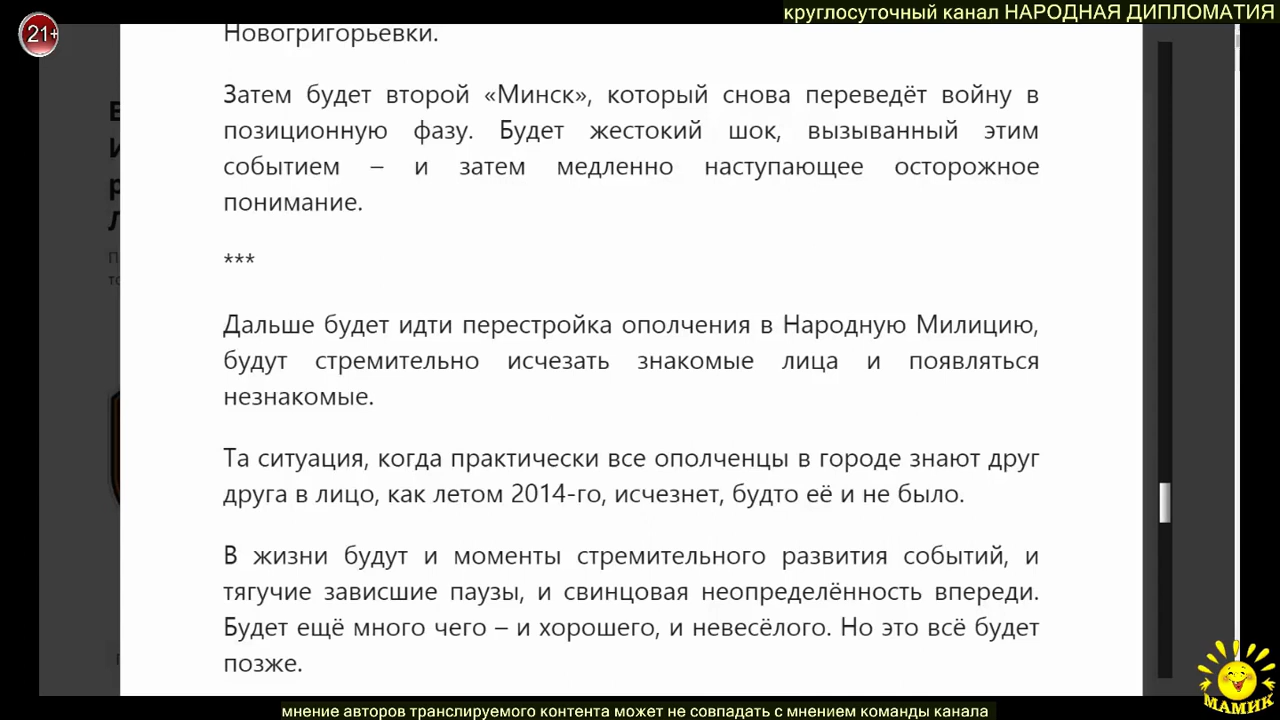 круглосуточный канал НАРОДНАЯ ДИПЛОМАТИЯ
21+
Новогригорьевки.
Затем будет второй «Минск», который снова переведёт войну в
позиционную фазу. Будет жестокий шок, вызыванный этим
событием – и затем медленно наступающее осторожное
понимание.
***
Дальше будет идти перестройка ополчения в Народную Милицию,
будут стремительно исчезать знакомые лица и появляться
незнакомые.
Та ситуация, когда практически все ополченцы в городе знают друг
друга в лицо, как летом 2014-го, исчезнет, будто её и не было.
В жизни будут и моменты стремительного развития событий, и
тягучие зависшие паузы, и свинцовая неопределённость впереди.
Будет ещё много чего – и хорошего, и невесёлого. Но это всё будет
позже.
МАМИК
мнение авторов транслируемого контента может не совпадать с мнением команды канала